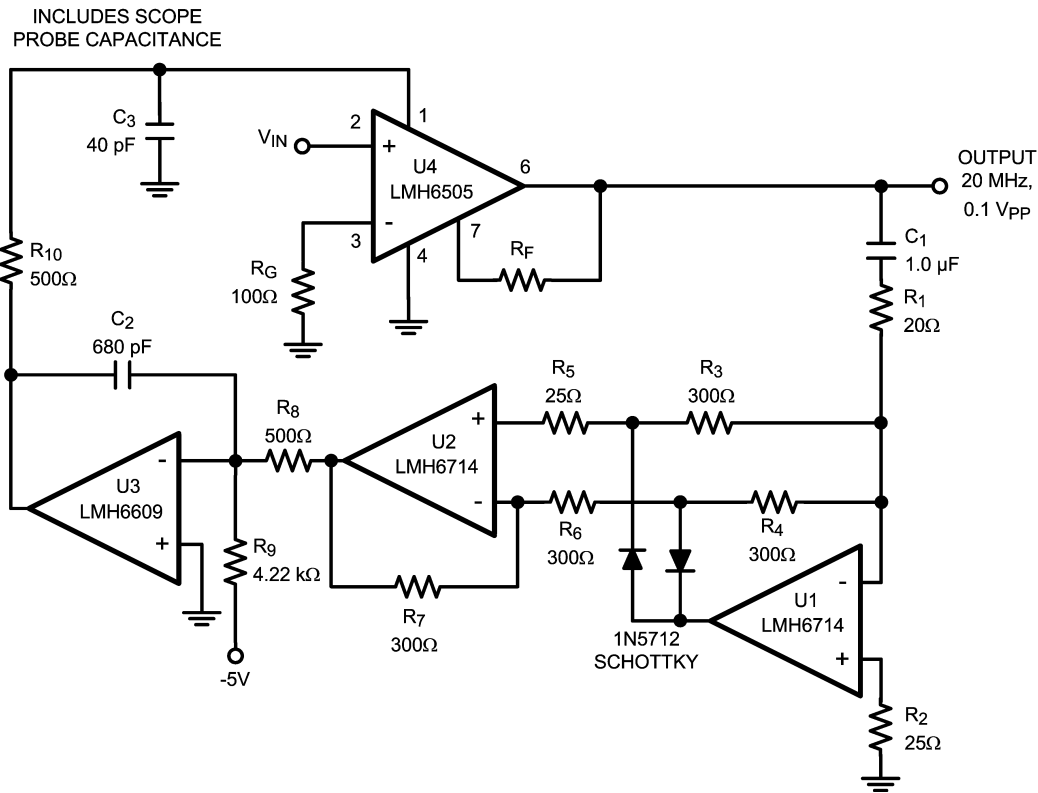 INCLUDES SCOPE
PROBE CAPACITANCE
C3
40 pF
VIN
2
1
+
U4
LMH6505
-
3
4
6
7
RF
RG
100Ω
OUTPUT
20 MHz,
0.1 VPP
C1
1.0 µF
R1
20Ω
R10
500Ω
C2
680 pF
R8
500Ω
R5
25Ω
R3
300Ω
+
U2
LMH6714
-
R6
300Ω
R4
300Ω
-
U3
LMH6609
+
R9
4.22 kΩ
-5V
R7
300Ω
1N5712
SCHOTTKY
-
U1
LMH6714
+
R2
25Ω